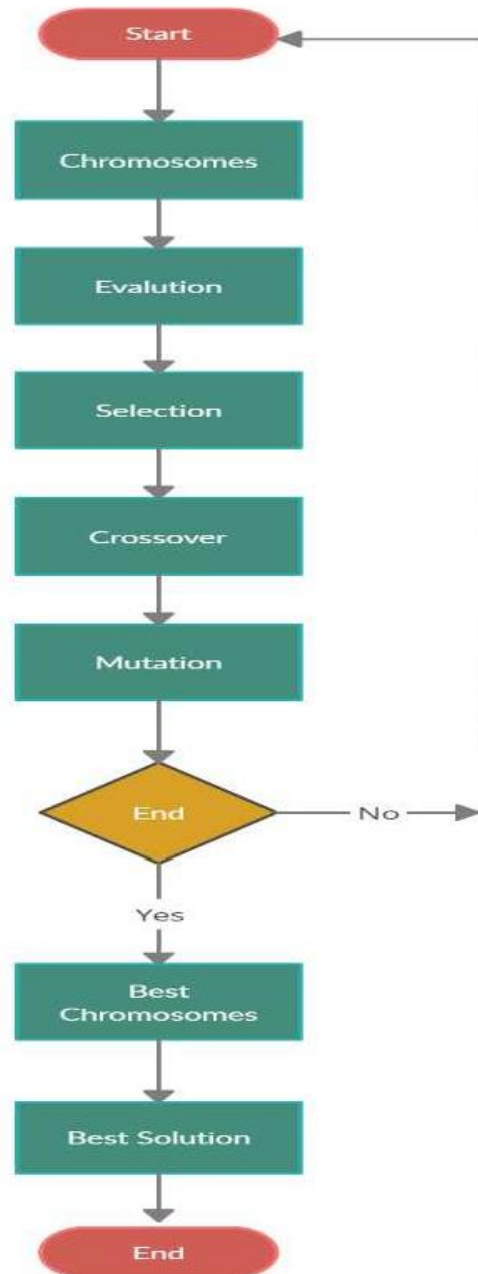 Start
Chromosomes
Evalution
Selection
Crossover
Mutation
End
No
Yes
Best
Chromosomes
Best Solution
End